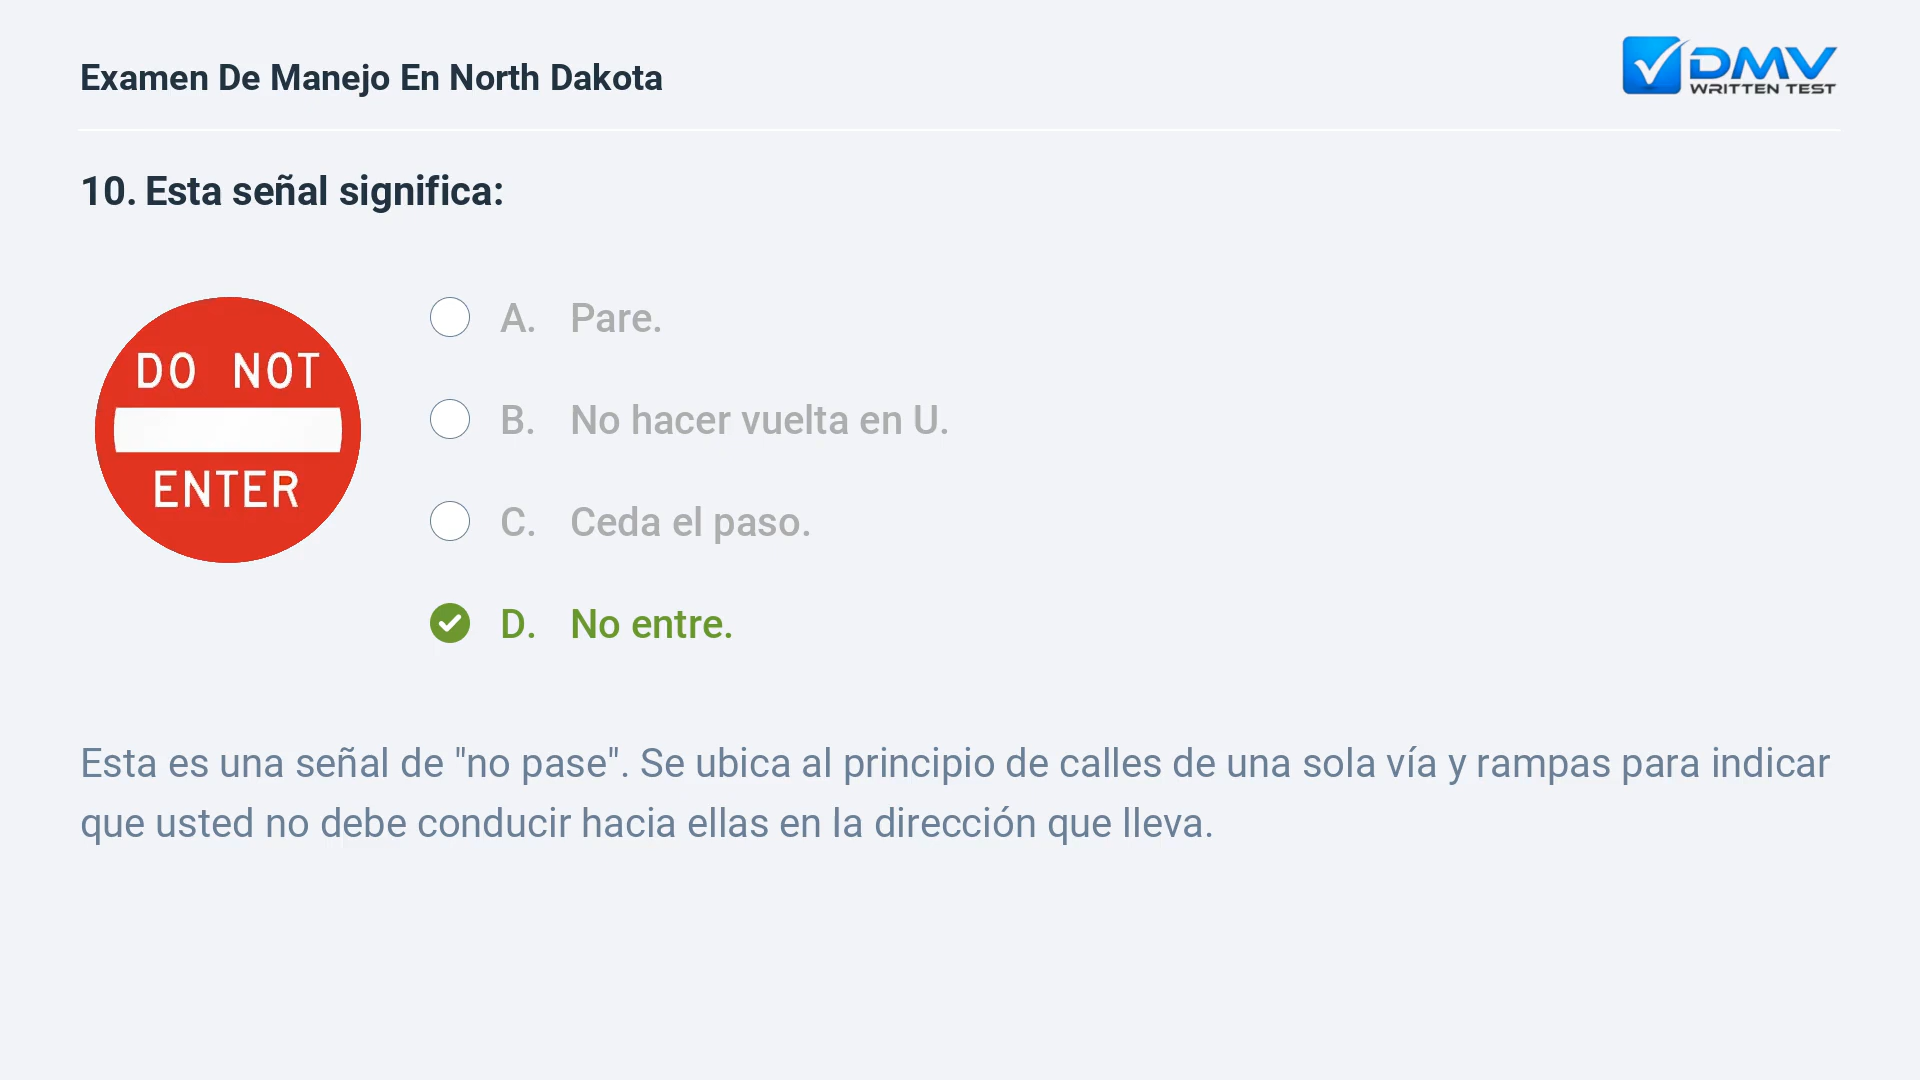 Examen De Manejo En North Dakota
DMV
WRITTEN TEST
10. Esta señal significa:
DO NOT
ENTER
A. Pare.
B. No hacer vuelta en U.
C. Ceda el paso.
D. No entre.
Esta es una señal de "no pase". Se ubica al principio de calles de una sola vía y rampas para indicar
que usted no debe conducir hacia ellas en la dirección que lleva.